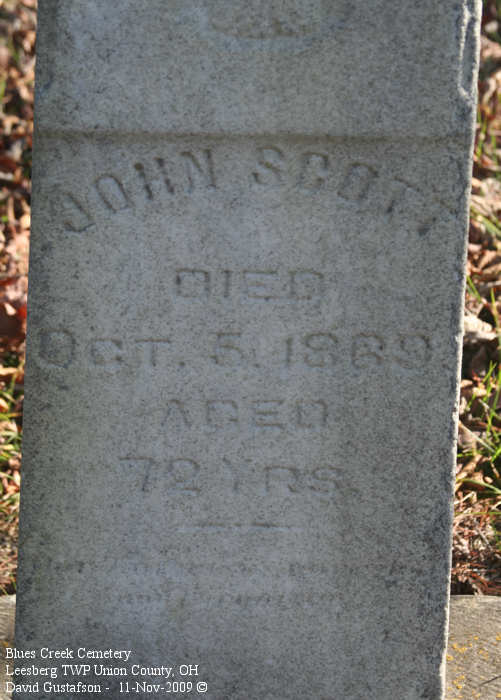 JOHN SCOTT
DIED
OCT. 5, 1869
AGED
72 YRS.
Blues Creek Cemetery
Leesberg TWP Union County, OH
David Gustafson - 11-Nov-2009 ©